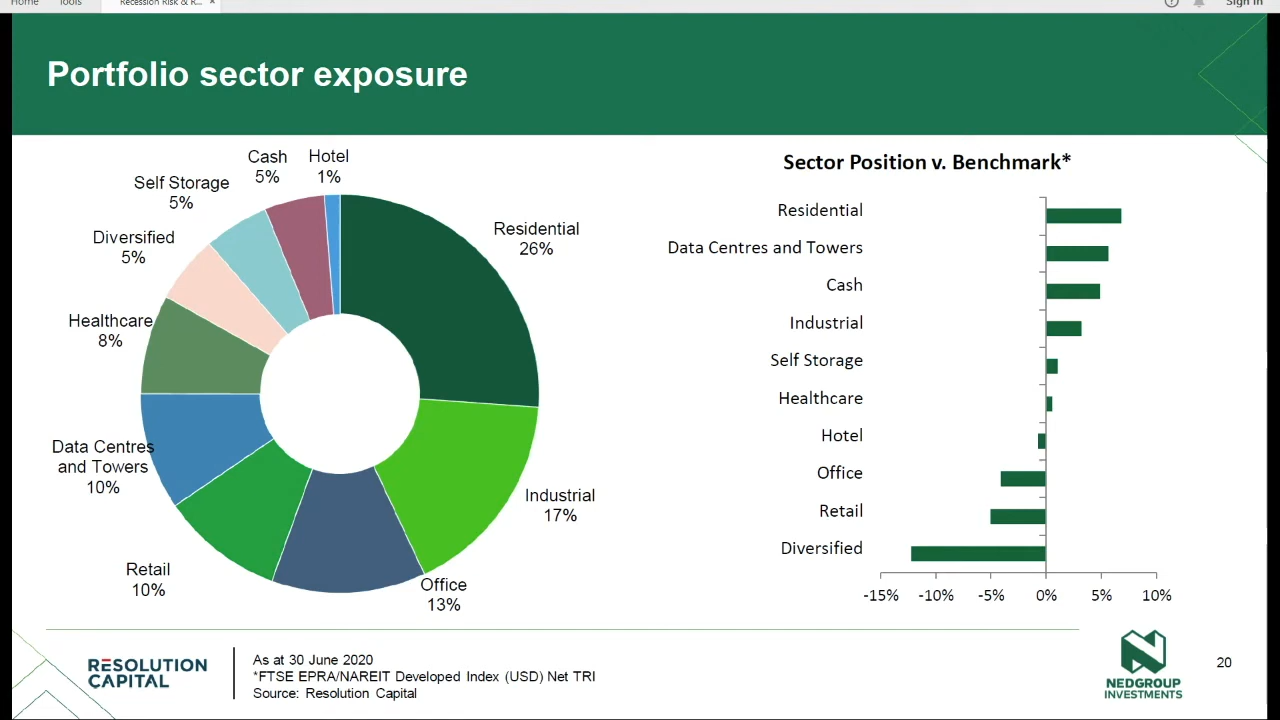 Home
Tools
Recession Risk & R...
×
?
Sign In
Portfolio sector exposure
Cash
5%
Hotel
1%
Self Storage
5%
Diversified
5%
Healthcare
8%
Data Centres
and Towers
10%
Retail
10%
Office
13%
Industrial
17%
Residential
26%
Sector Position v. Benchmark*
Residential
Data Centres and Towers
Cash
Industrial
Self Storage
Healthcare
Hotel
Office
Retail
Diversified
-15% -10% -5% 0% 5% 10%
RESOLUTION
CAPITAL
As at 30 June 2020
*FTSE EPRA/NAREIT Developed Index (USD) Net TRI
Source: Resolution Capital
NEDGROUP
INVESTMENTS
20